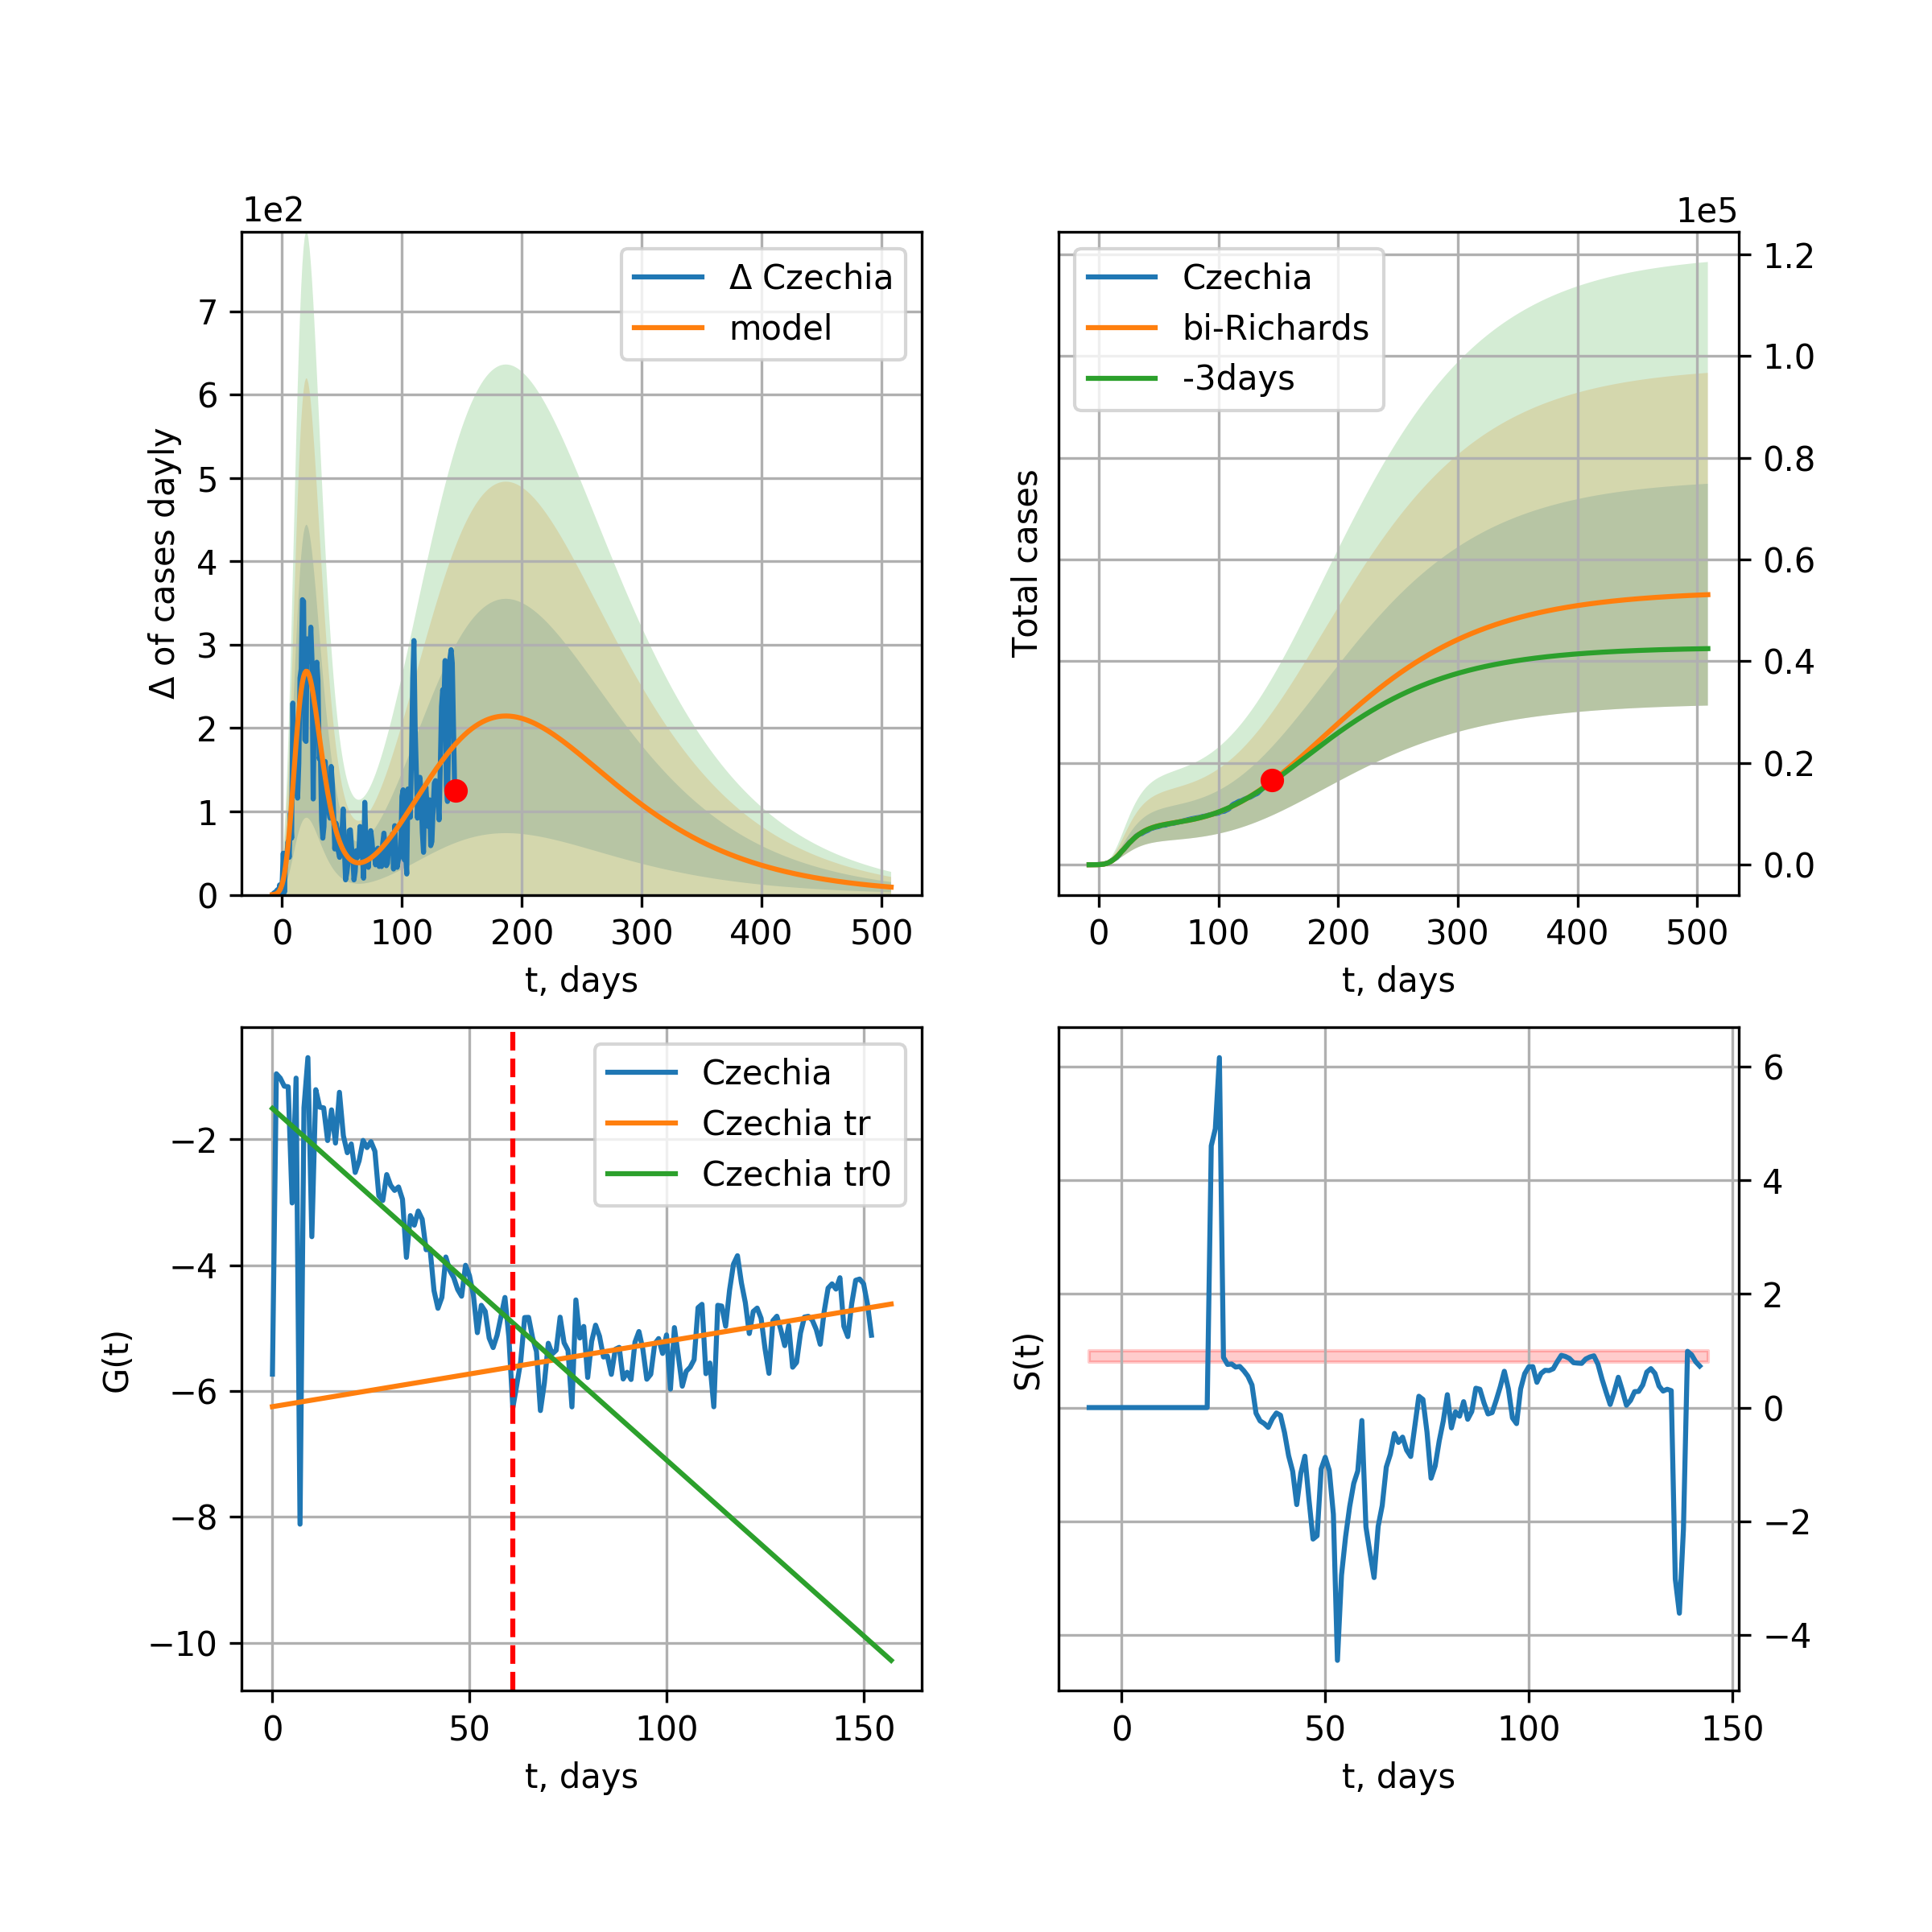 1e2
Δ of cases dayly
7
6
5
4
3
2
1
0
0 100 200 300 400 500
t, days
Δ Czechia
model
1e5
Total cases
1.2
1.0
0.8
0.6
0.4
0.2
0.0
0 100 200 300 400 500
t, days
Czechia
bi-Richards
-3days
G(t)
−2
−4
−6
−8
−10
0 50 100 150
t, days
Czechia
Czechia tr
Czechia tr0
S(t)
6
4
2
0
−2
−4
0 50 100 150
t, days